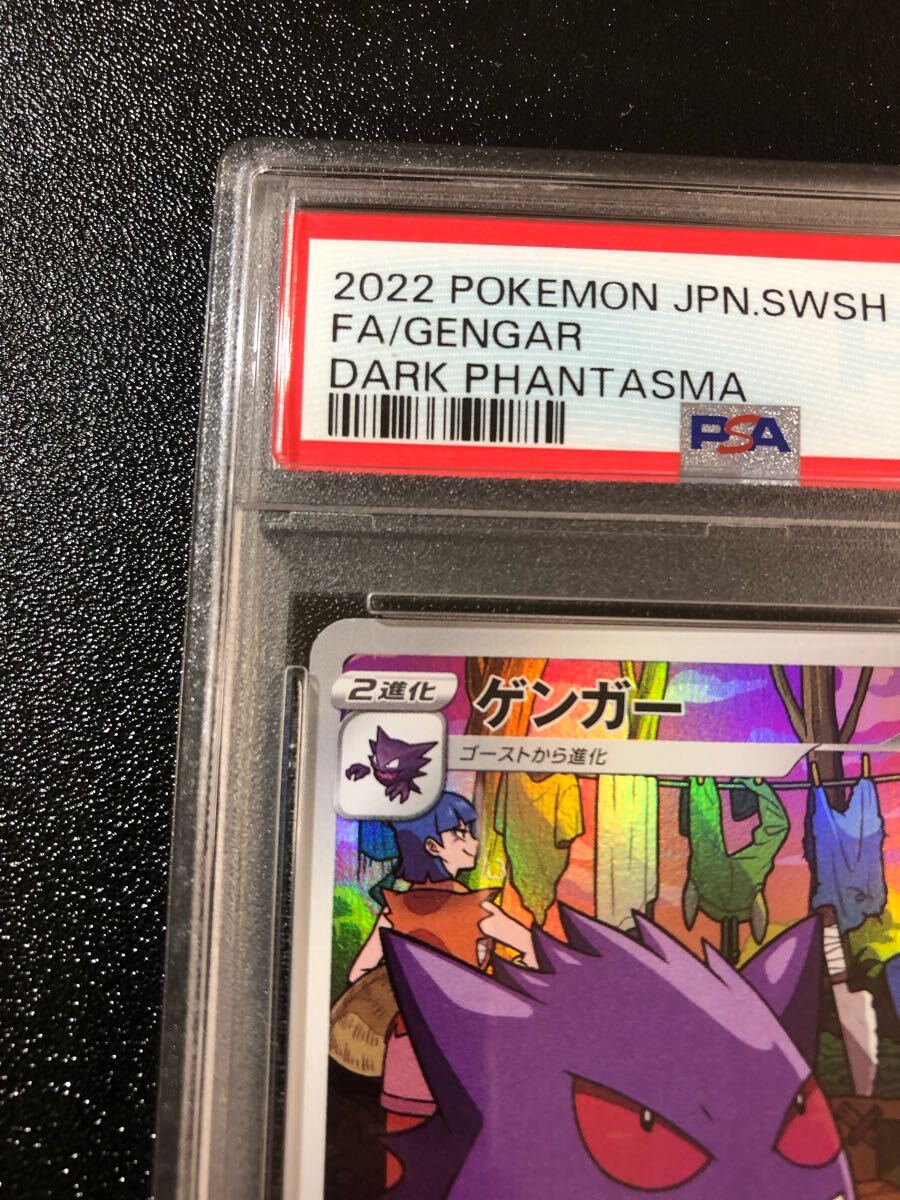 2022 POKEMON JPN.SWSH
FA/GENGAR
DARK PHANTASMA
PSA
2進化
ゲンガー
ゴーストから進化